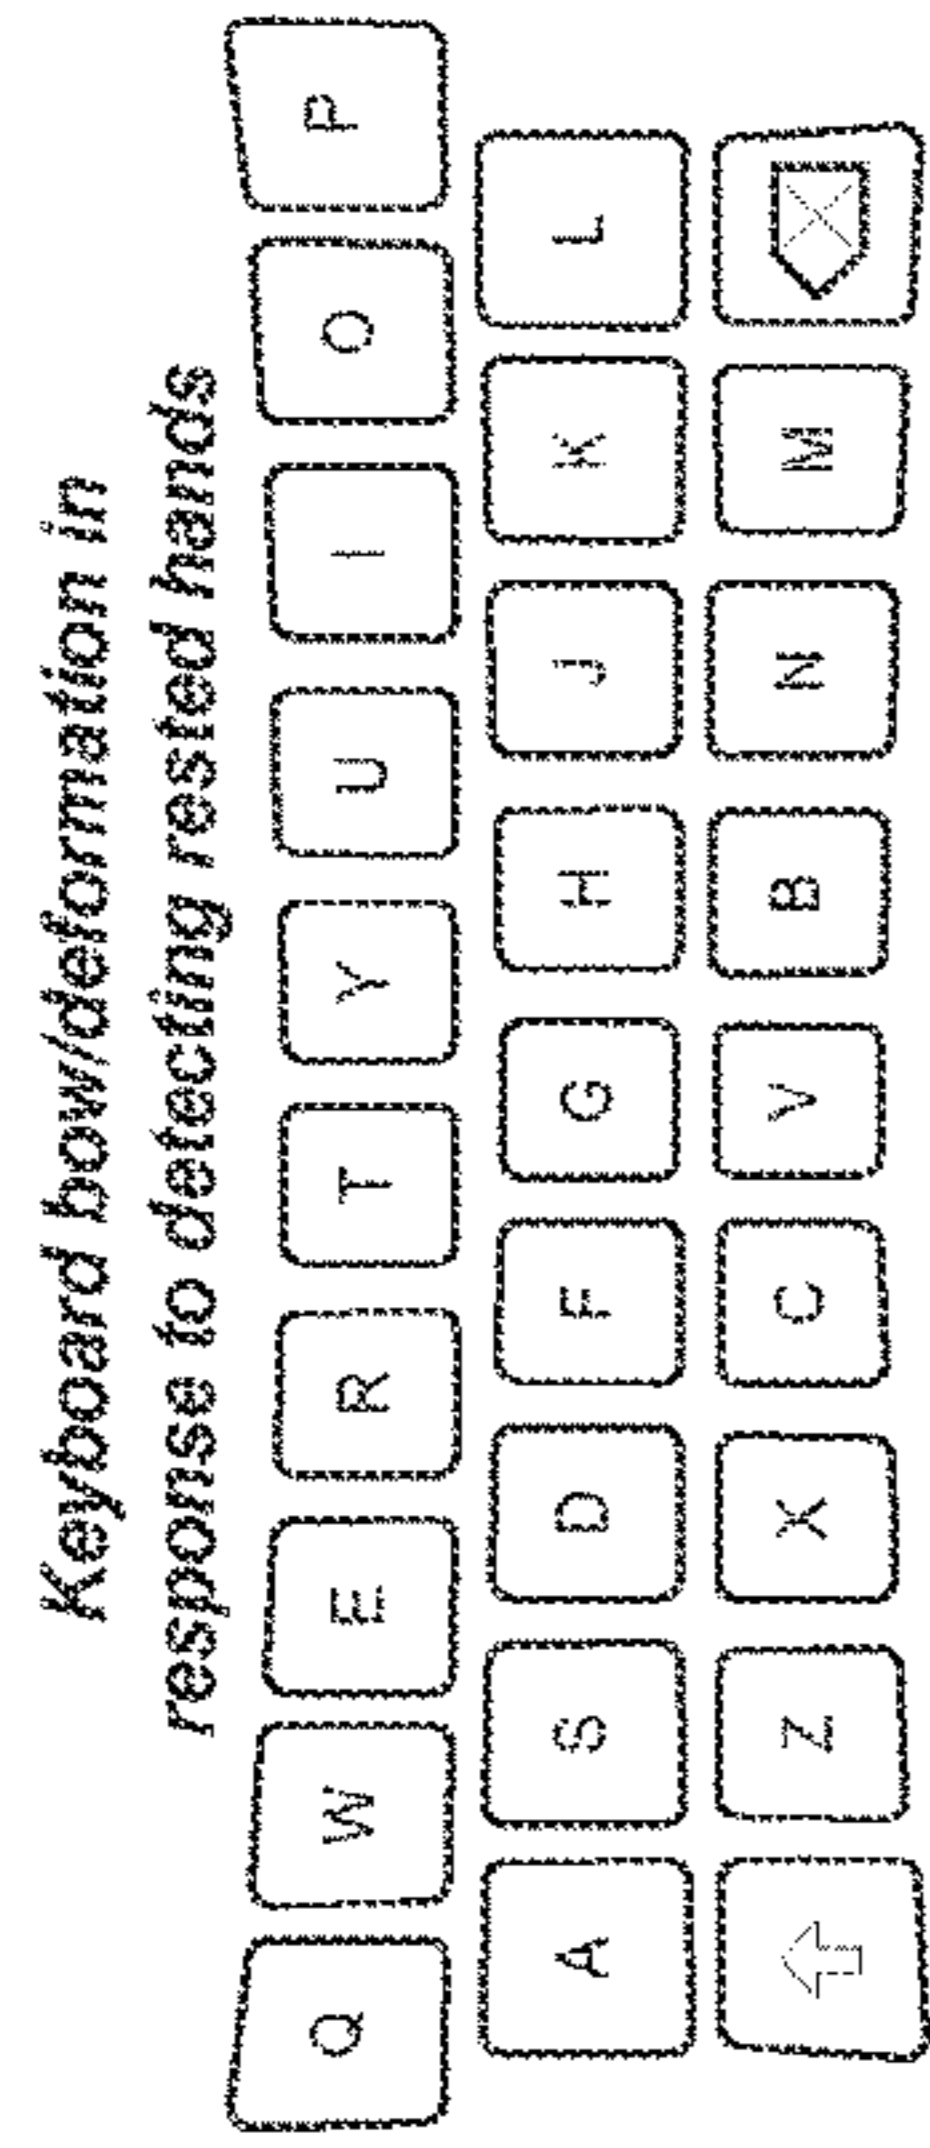 Keyboard bow/deformation in
response to detecting rested hands
Q W E R T Y U I O P
A S D F G H J K L
Z X C V B N M